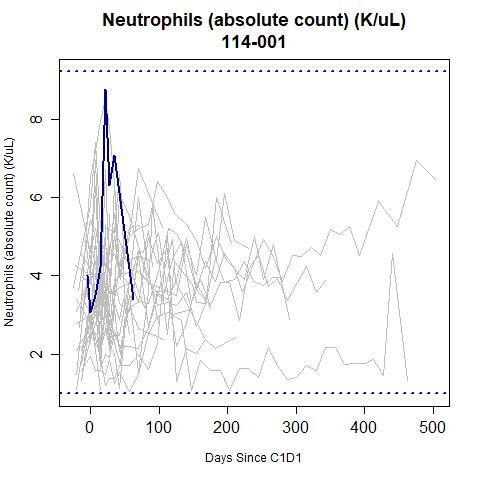 Neutrophils (absolute count) (K/uL)
114-001
Neutrophils (absolute count) (K/uL)
8
6
4
2
0 100 200 300 400 500
Days Since C1D1